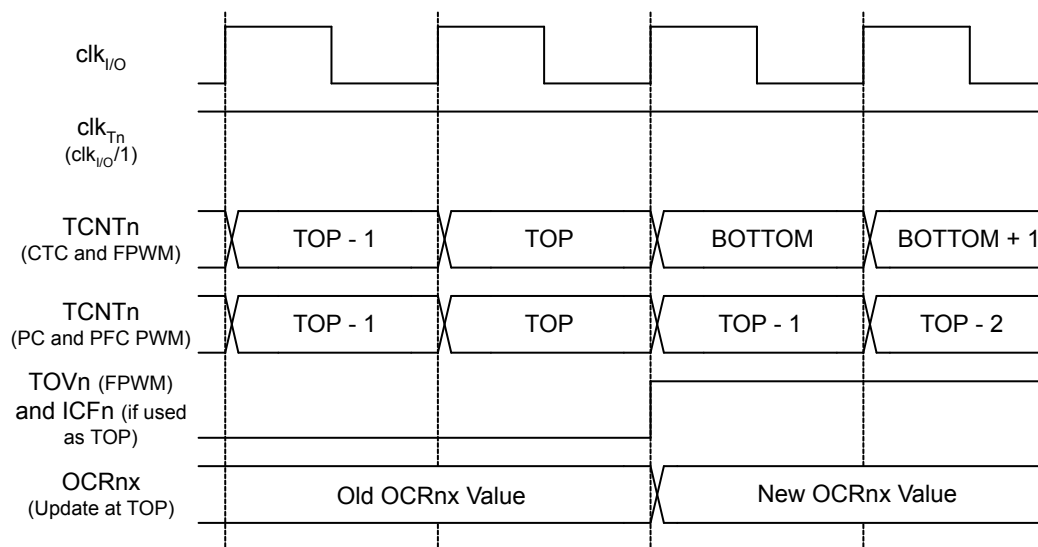 clkI/O
clkTn
(clkI/O/1)
TCNTn
(CTC and FPWM)
TOP - 1
TOP
BOTTOM
BOTTOM + 1
TCNTn
(PC and PFC PWM)
TOP - 1
TOP
TOP - 1
TOP - 2
TOVn (FPWM)
and ICFn (if used
as TOP)
OCRnx
(Update at TOP)
Old OCRnx Value
New OCRnx Value